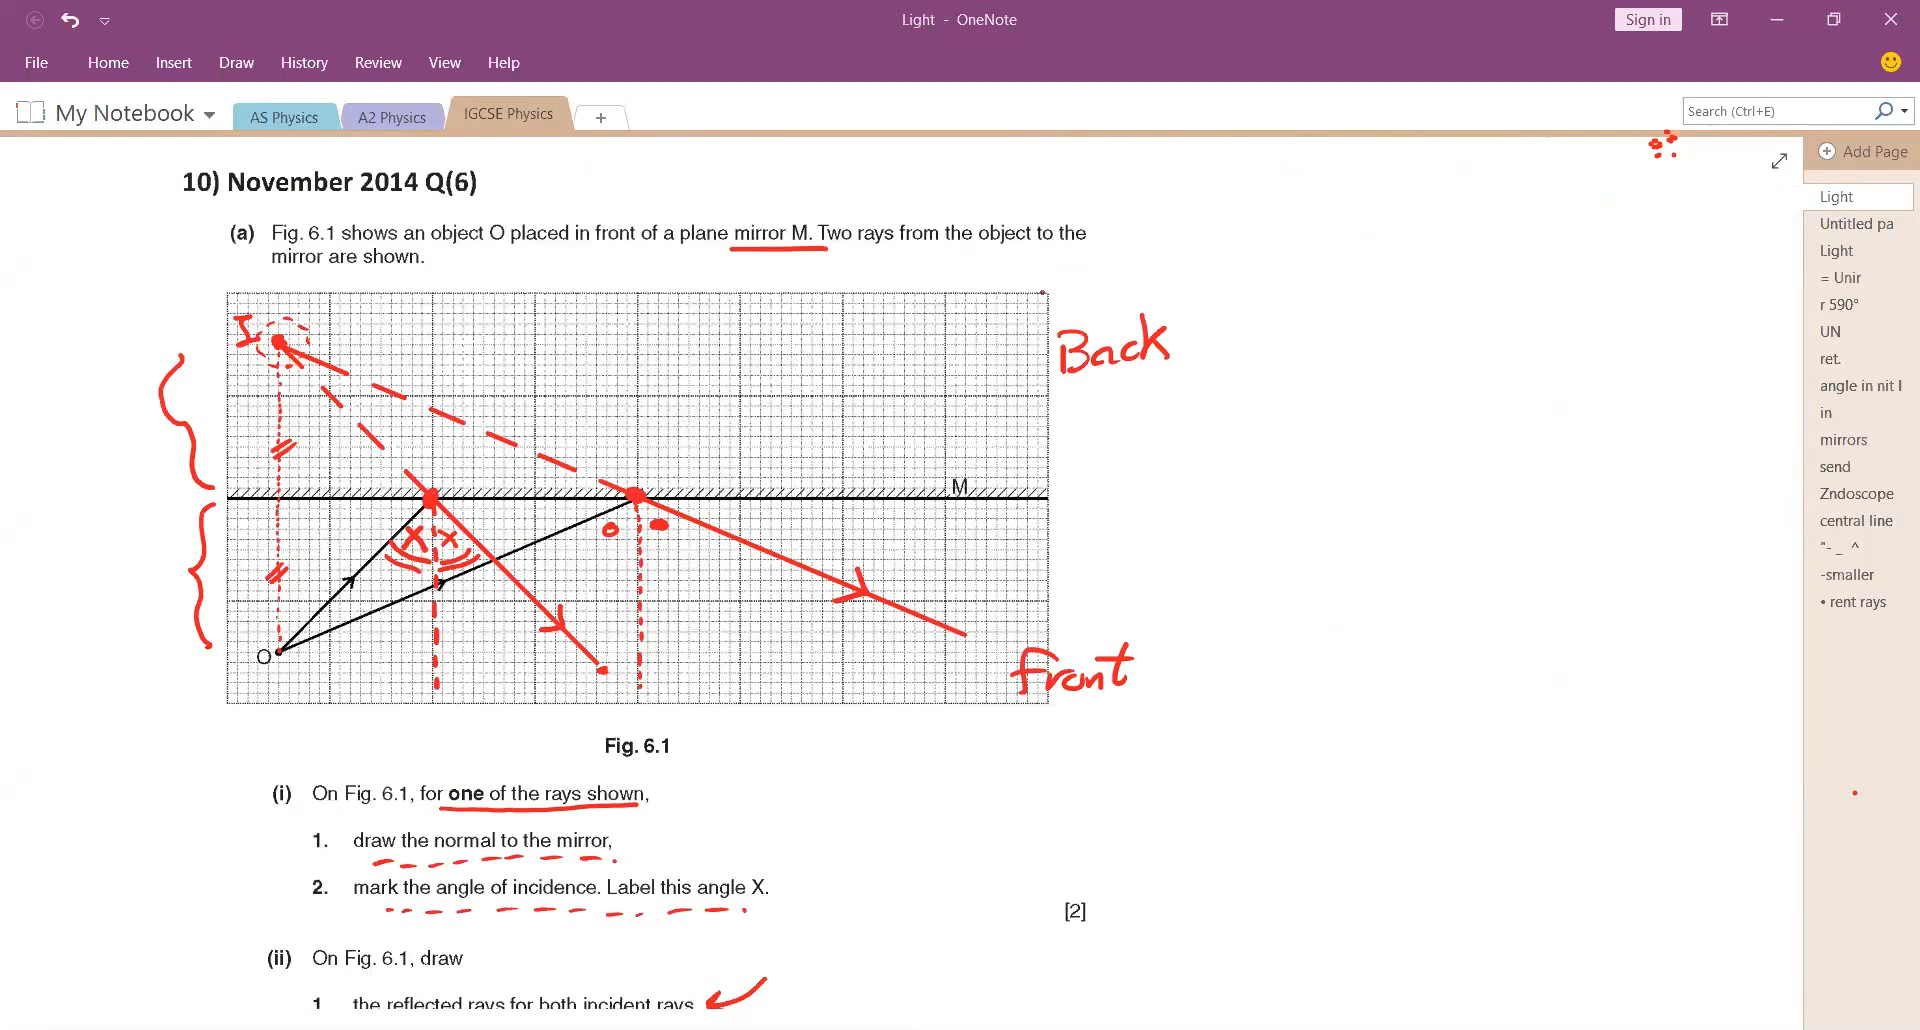 Light - OneNote
Sign in
File Home Insert Draw History Review View Help
My Notebook
AS Physics A2 Physics IGCSE Physics +
Search (Ctrl+E)
Add Page
Light
Untitled pa
Light
= Unir
r 590°
UN
ret.
angle in nit I
in
mirrors
send
Zndoscope
central line
"- _ ^
-smaller
• rent rays
10) November 2014 Q(6)
(a) Fig. 6.1 shows an object O placed in front of a plane mirror M. Two rays from the object to the
mirror are shown.
I
Back
M
X X
O
front
Fig. 6.1
(i) On Fig. 6.1, for one of the rays shown,
1. draw the normal to the mirror,
2. mark the angle of incidence. Label this angle X.
[2]
(ii) On Fig. 6.1, draw
1 the reflected rays for both incident rays